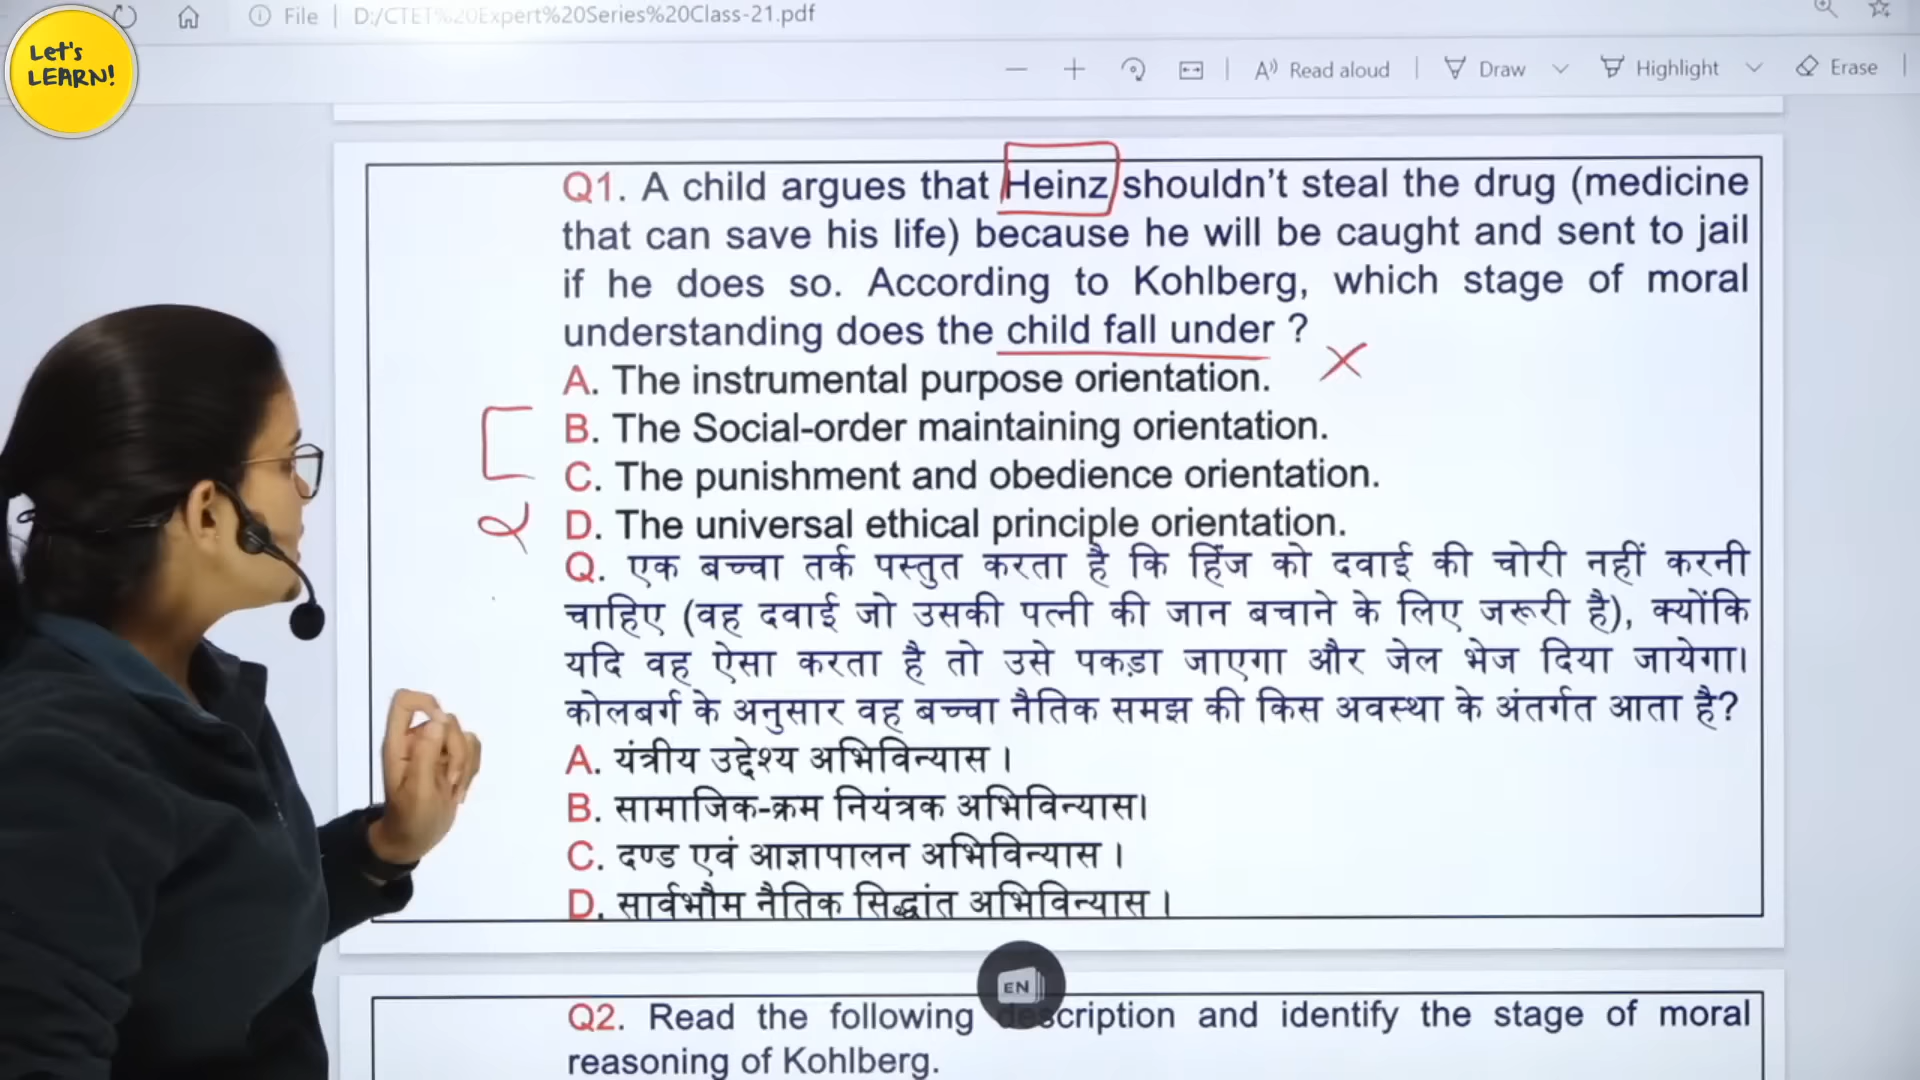 Let's
LEARN!
File | D:/CTET%20Expert%20Series%20Class-21.pdf
Read aloud
Draw
Highlight
Erase
Q1. A child argues that Heinz shouldn't steal the drug (medicine
that can save his life) because he will be caught and sent to jail
if he does so. According to Kohlberg, which stage of moral
understanding does the child fall under ?
A. The instrumental purpose orientation.
B. The Social-order maintaining orientation.
C. The punishment and obedience orientation.
D. The universal ethical principle orientation.
Q. एक बच्चा तर्क पस्तुत करता है कि हिंज को दवाई की चोरी नहीं करनी
चाहिए (वह दवाई जो उसकी पत्नी की जान बचाने के लिए जरूरी है), क्योंकि
यदि वह ऐसा करता है तो उसे पकड़ा जाएगा और जेल भेज दिया जायेगा।
कोलबर्ग के अनुसार वह बच्चा नैतिक समझ की किस अवस्था के अंतर्गत आता है?
A. यंत्रीय उद्देश्य अभिविन्यास।
B. सामाजिक-क्रम नियंत्रक अभिविन्यास।
C. दण्ड एवं आज्ञापालन अभिविन्यास।
D. सार्वभौम नैतिक सिद्धांत अभिविन्यास।
EN
Q2. Read the following description and identify the stage of moral
reasoning of Kohlberg.